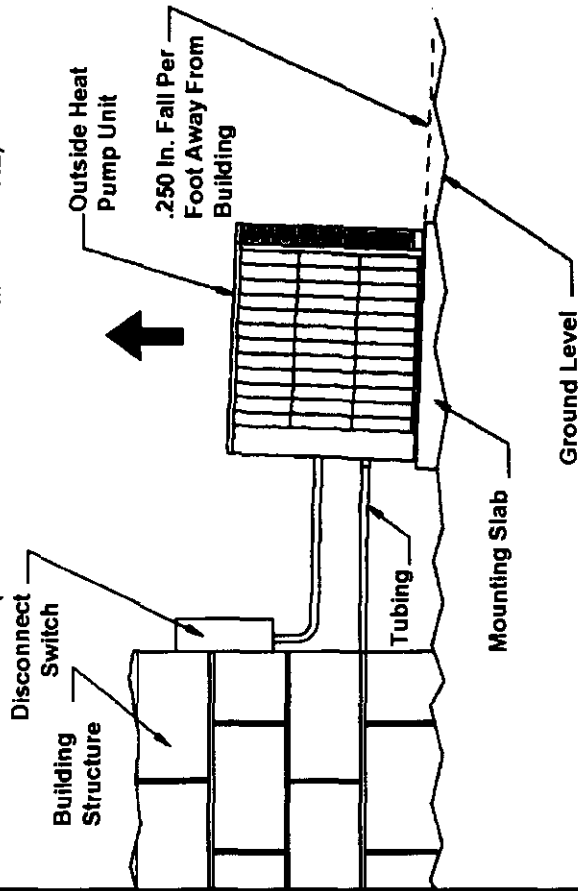 Outside Heat
Pump Unit
.250 In. Fall Per
Foot Away From
Building
Disconnect
Switch
Building
Structure
Tubing
Mounting Slab
Ground Level